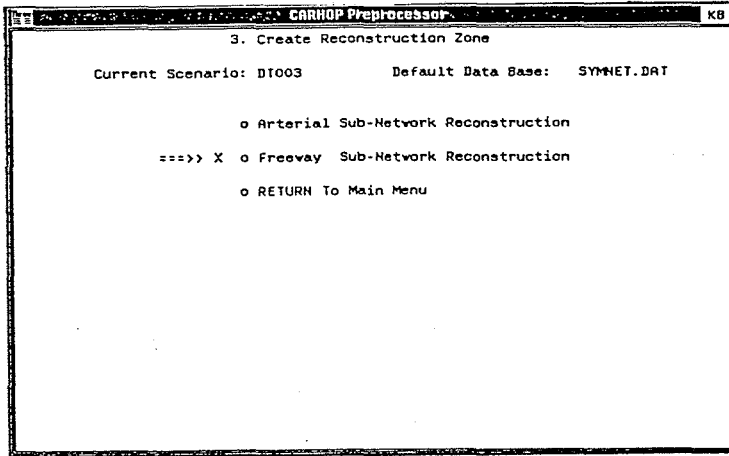 CARHOP Preprocessor KB
3. Create Reconstruction Zone
Current Scenario: DT003 Default Data Base: SYMNET.DAT
o Arterial Sub-Network Reconstruction
===>> X o Freeway Sub-Network Reconstruction
o RETURN To Main Menu